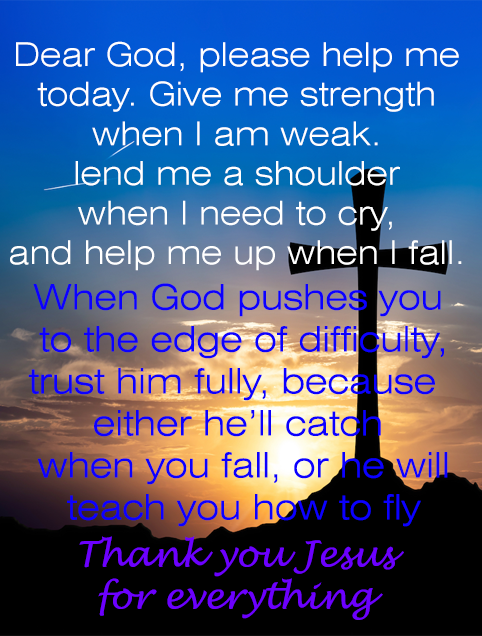 Dear God, please help me
today. Give me strength
when I am weak.
lend me a shoulder
when I need to cry,
and help me up when I fall.
When God pushes you
to the edge of difficulty,
trust him fully, because
either he’ll catch
when you fall, or he will
teach you how to fly
Thank you Jesus
for everything